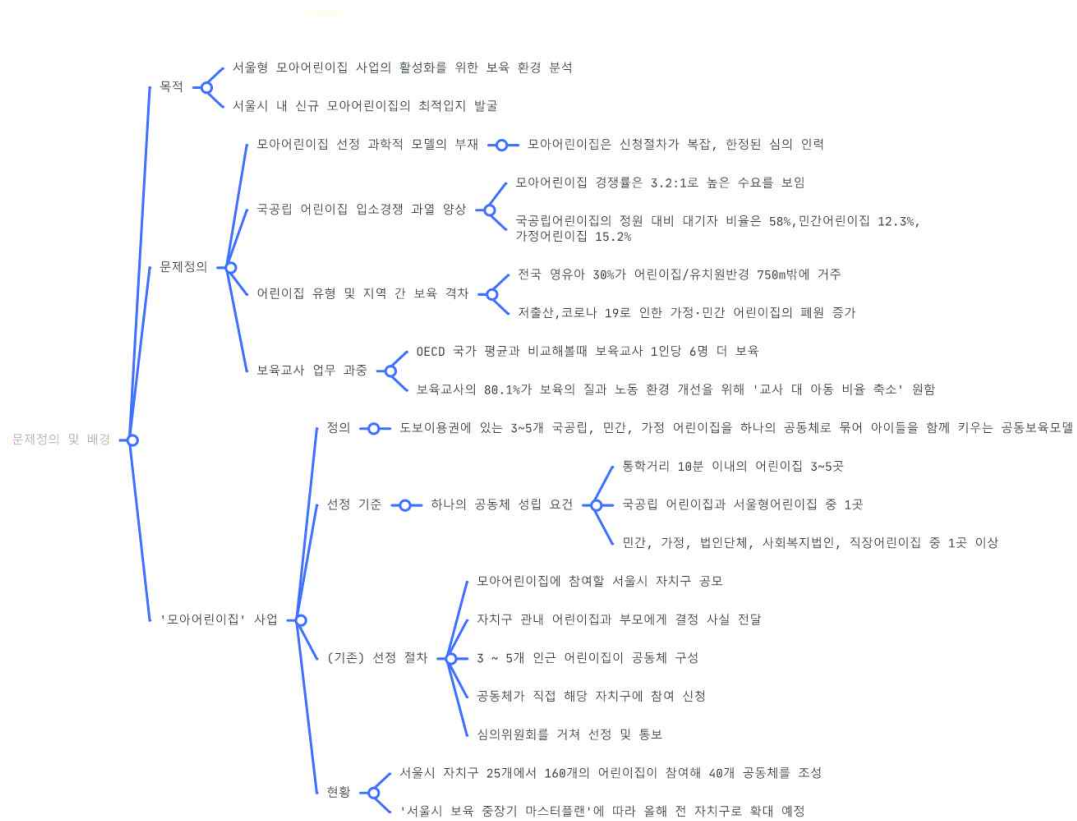 문제정의 및 배경
목적
서울형 모아어린이집 사업의 활성화를 위한 보육 환경 분석
서울시 내 신규 모아어린이집의 최적입지 발굴
문제정의
모아어린이집 선정 과학적 모델의 부재
모아어린이집은 신청절차가 복잡, 한정된 심의 인력
국공립 어린이집 입소경쟁 과열 양상
모아어린이집 경쟁률은 3.2:1로 높은 수요를 보임
국공립어린이집의 정원 대비 대기자 비율은 58%,민간어린이집 12.3%,
가정어린이집 15.2%
어린이집 유형 및 지역 간 보육 격차
전국 영유아 30%가 어린이집/유치원반경 750m밖에 거주
저출산,코로나 19로 인한 가정·민간 어린이집의 폐원 증가
보육교사 업무 과중
OECD 국가 평균과 비교해볼때 보육교사 1인당 6명 더 보육
보육교사의 80.1%가 보육의 질과 노동 환경 개선을 위해 '교사 대 아동 비율 축소' 원함
'모아어린이집' 사업
정의
도보이용권에 있는 3~5개 국공립, 민간, 가정 어린이집을 하나의 공동체로 묶어 아이들을 함께 키우는 공동보육모델
선정 기준
하나의 공동체 성립 요건
통학거리 10분 이내의 어린이집 3~5곳
국공립 어린이집과 서울형어린이집 중 1곳
민간, 가정, 법인단체, 사회복지법인, 직장어린이집 중 1곳 이상
(기존) 선정 절차
모아어린이집에 참여할 서울시 자치구 공모
자치구 관내 어린이집과 부모에게 결정 사실 전달
3 ~ 5개 인근 어린이집이 공동체 구성
공동체가 직접 해당 자치구에 참여 신청
심의위원회를 거쳐 선정 및 통보
현황
서울시 자치구 25개에서 160개의 어린이집이 참여해 40개 공동체를 조성
'서울시 보육 중장기 마스터플랜'에 따라 올해 전 자치구로 확대 예정